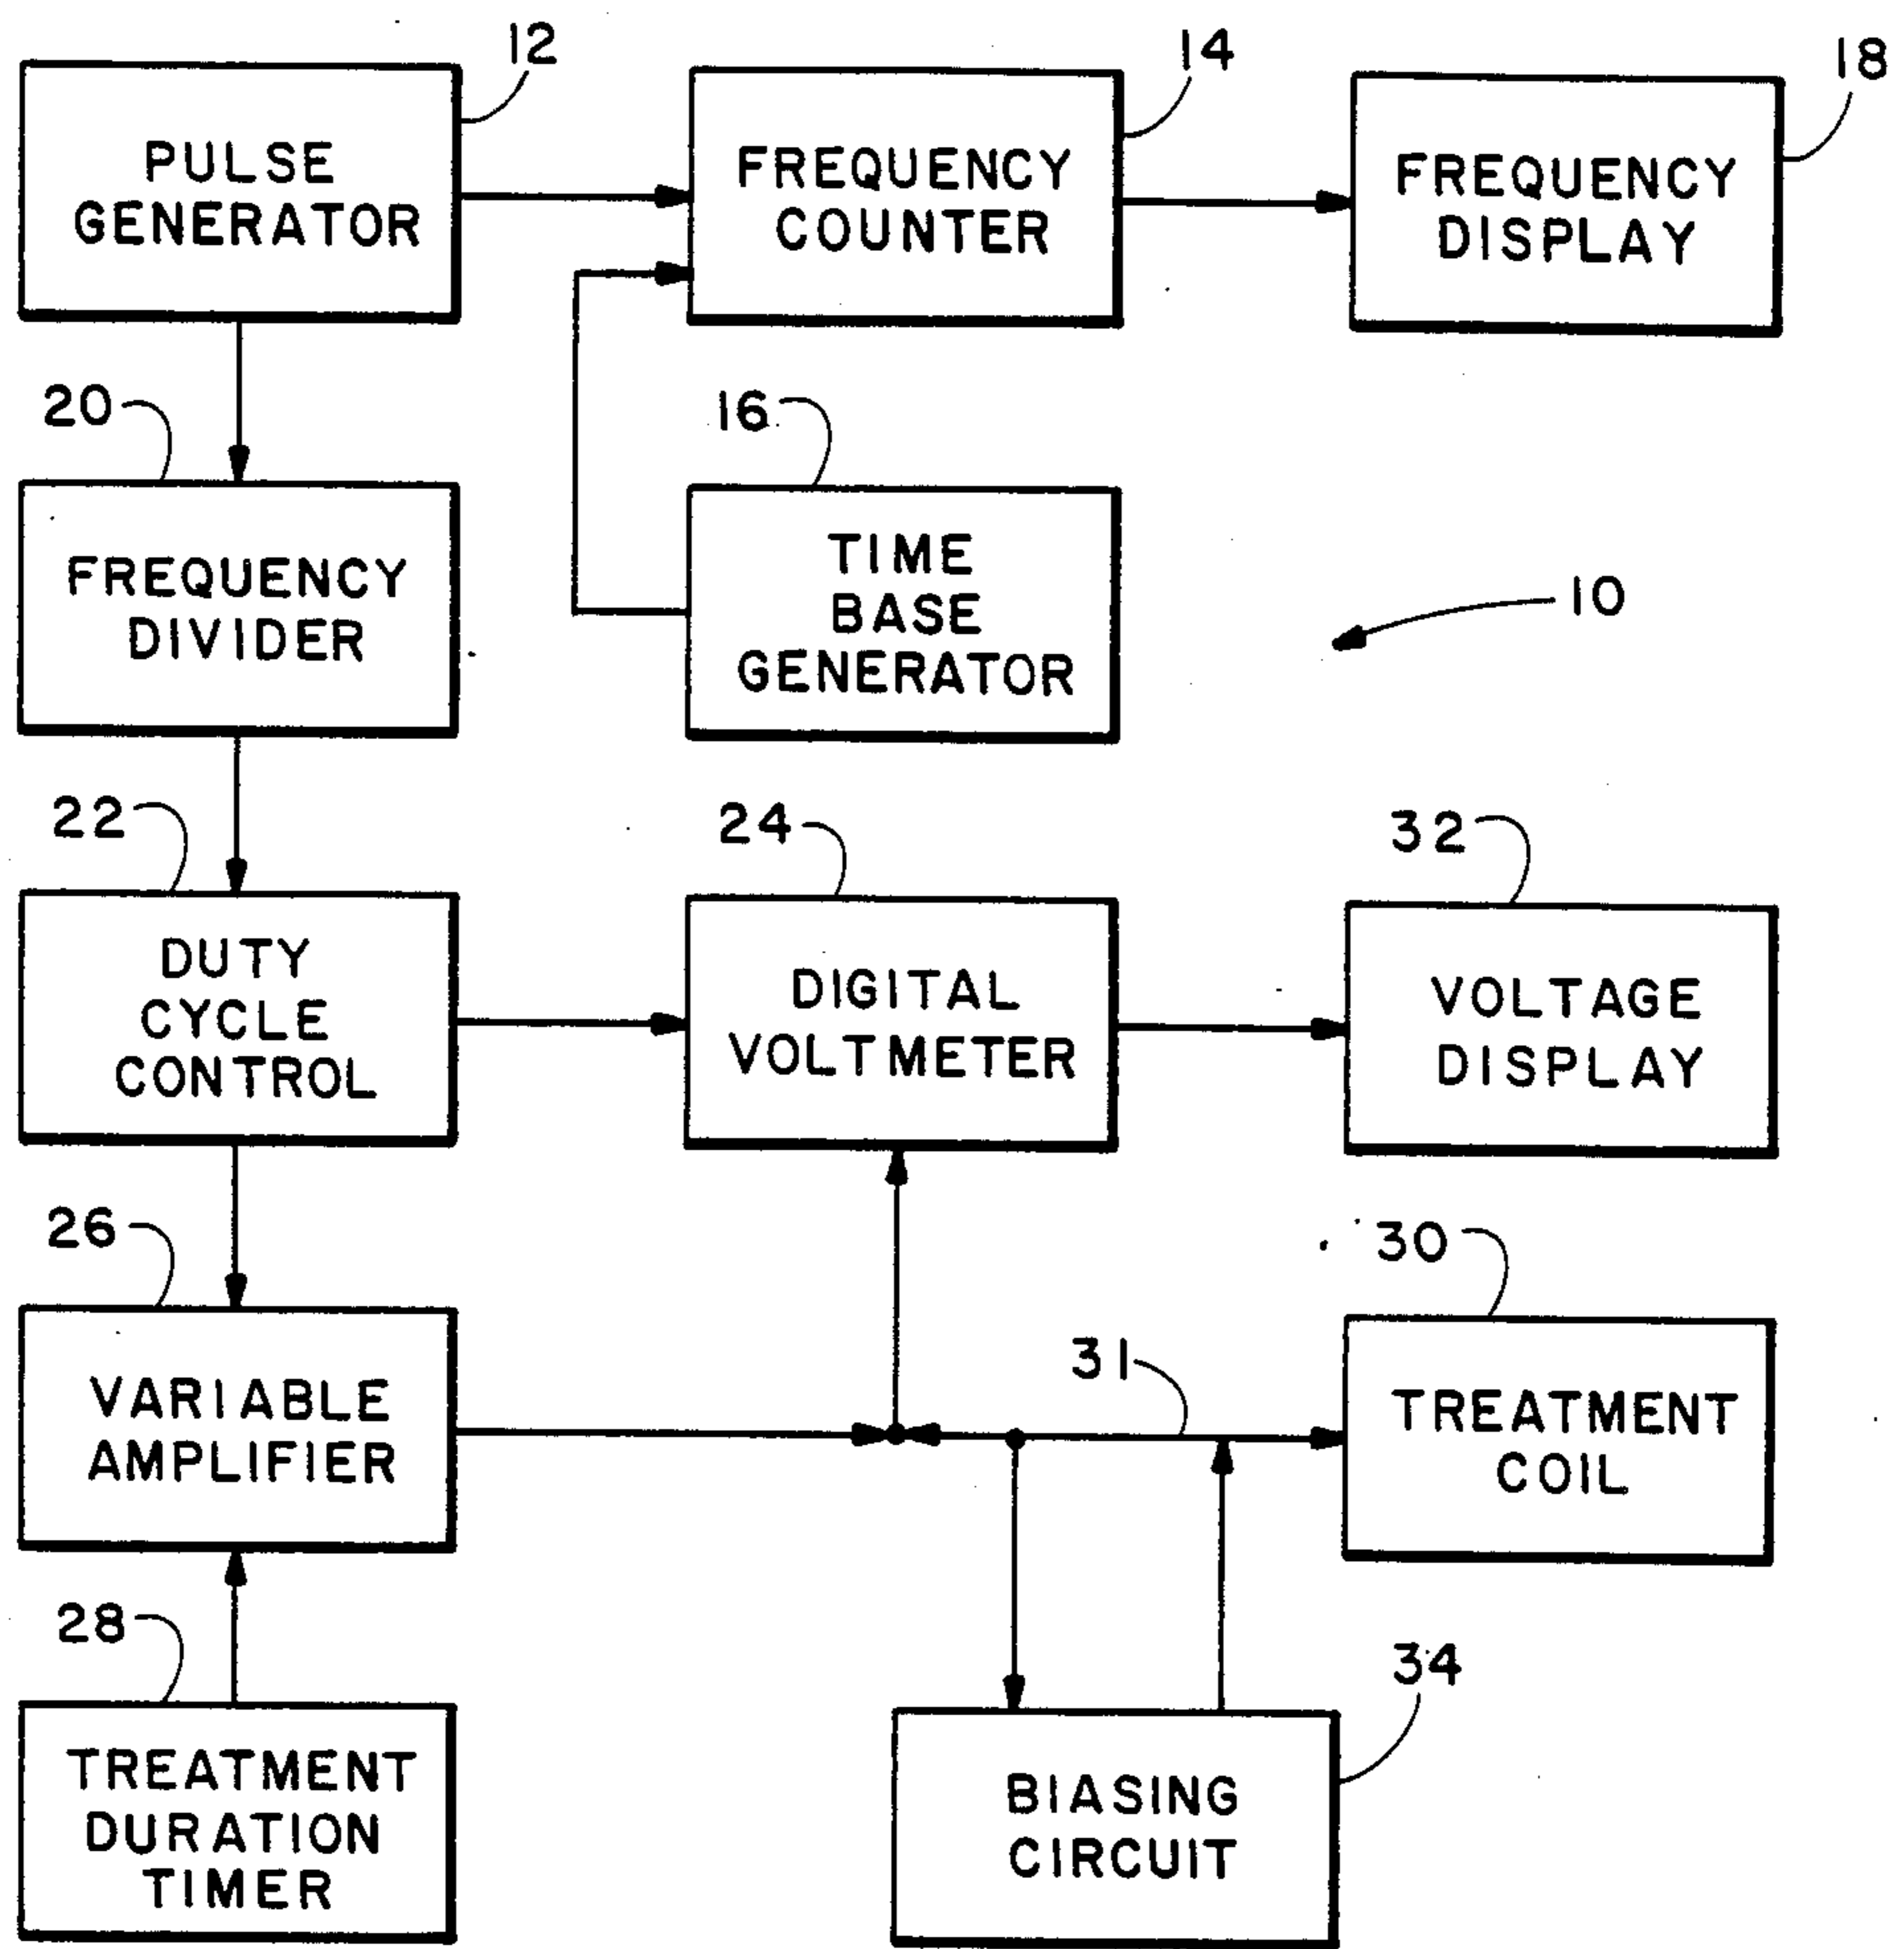 12
14
18
PULSE
GENERATOR
FREQUENCY
COUNTER
FREQUENCY
DISPLAY
20
16
FREQUENCY
DIVIDER
TIME
BASE
GENERATOR
10
22
24
32
DUTY
CYCLE
CONTROL
DIGITAL
VOLTMETER
VOLTAGE
DISPLAY
26
30
VARIABLE
AMPLIFIER
31
TREATMENT
COIL
28
34
TREATMENT
DURATION
TIMER
BIASING
CIRCUIT